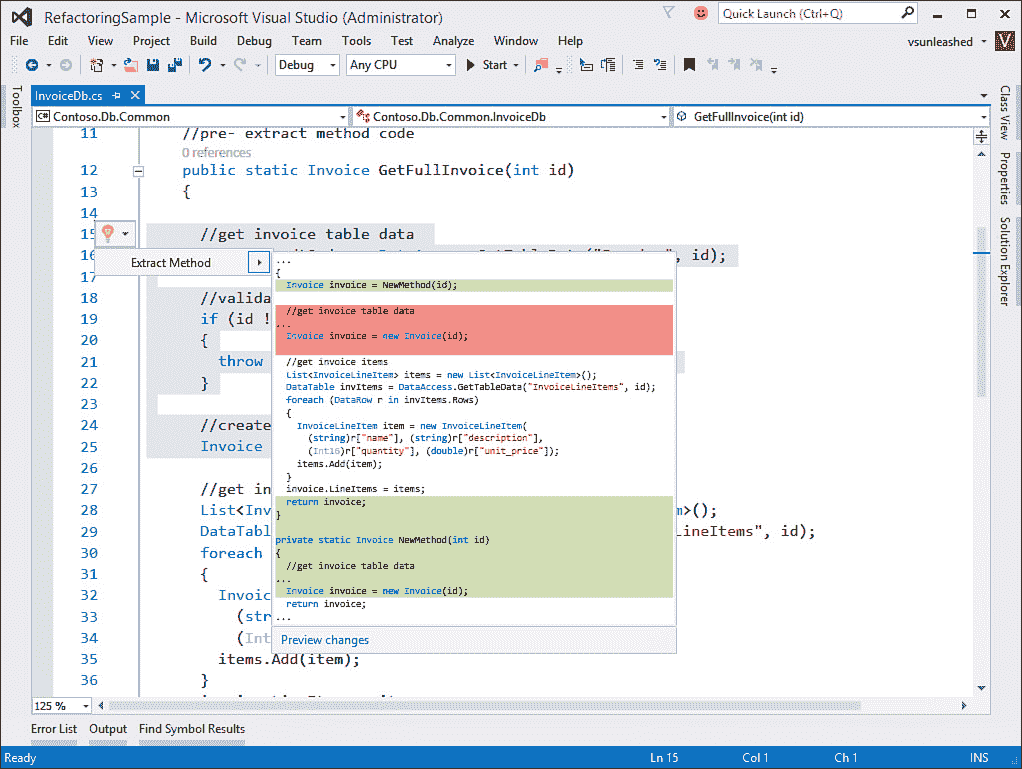 RefactoringSample - Microsoft Visual Studio (Administrator)
Quick Launch (Ctrl+Q)
File Edit View Project Build Debug Team Tools Test Analyze Window Help
vsunleashed
Debug Any CPU Start
Toolbox
InvoiceDb.cs
Class View
Properties
Solution Explorer
C# Contoso.Db.Common Contoso.Db.Common.InvoiceDb GetFullInvoice(int id)
11 //pre- extract method code
0 references
12 public static Invoice GetFullInvoice(int id)
13 {
14
15 //get invoice table data
16 , id);
Extract Method
17
18 //valida
19 if (id !
20 {
21 throw
22 }
23
24 //create
25 Invoice
26
27 //get in
28 List<Inv m>();
29 DataTabl LineItems", id);
30 foreach
31 {
32 Invoic
33 (str
34 (Int
35 items.Add(item);
36 }
...
{
Invoice invoice = NewMethod(id);
//get invoice table data
...
Invoice invoice = new Invoice(id);
//get invoice items
List<InvoiceLineItem> items = new List<InvoiceLineItem>();
DataTable invItems = DataAccess.GetTableData("InvoiceLineItems", id);
foreach (DataRow r in invItems.Rows)
{
InvoiceLineItem item = new InvoiceLineItem(
(string)r["name"], (string)r["description"],
(Int16)r["quantity"], (double)r["unit_price"]);
items.Add(item);
}
invoice.LineItems = items;
return invoice;
}
private static Invoice NewMethod(int id)
{
//get invoice table data
...
Invoice invoice = new Invoice(id);
return invoice;
...
Preview changes
125 %
Error List Output Find Symbol Results
Ready Ln 15 Col 1 Ch 1 INS